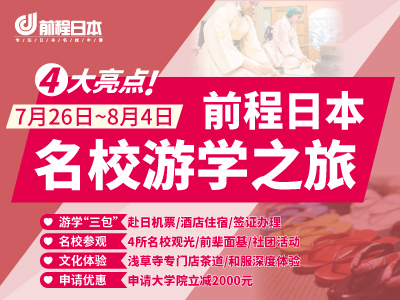 前程日本
4大亮点!
7月26日~8月4日
前程日本
名校游学之旅
游学“三包” 赴日机票/酒店住宿/签证办理
名校参观 4所名校观光/前辈面基/社团活动
文化体验 浅草寺专门店茶道/和服深度体验
申请优惠 申请大学院立减2000元